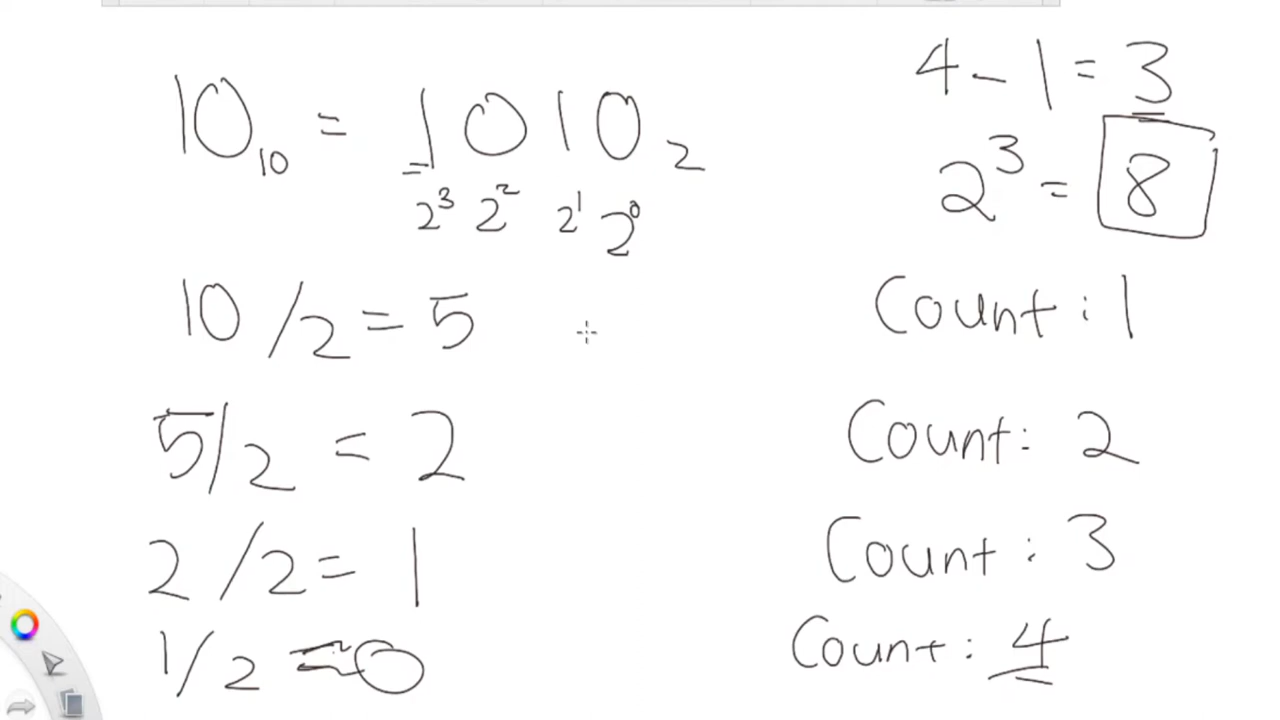 10₁₀ = 1010₂
2³ 2² 2¹ 2⁰
4 - 1 = 3
2³ = 8
10/2 = 5
Count: 1
5/2 = 2
Count: 2
2/2 = 1
Count: 3
1/2 = 0
Count: 4